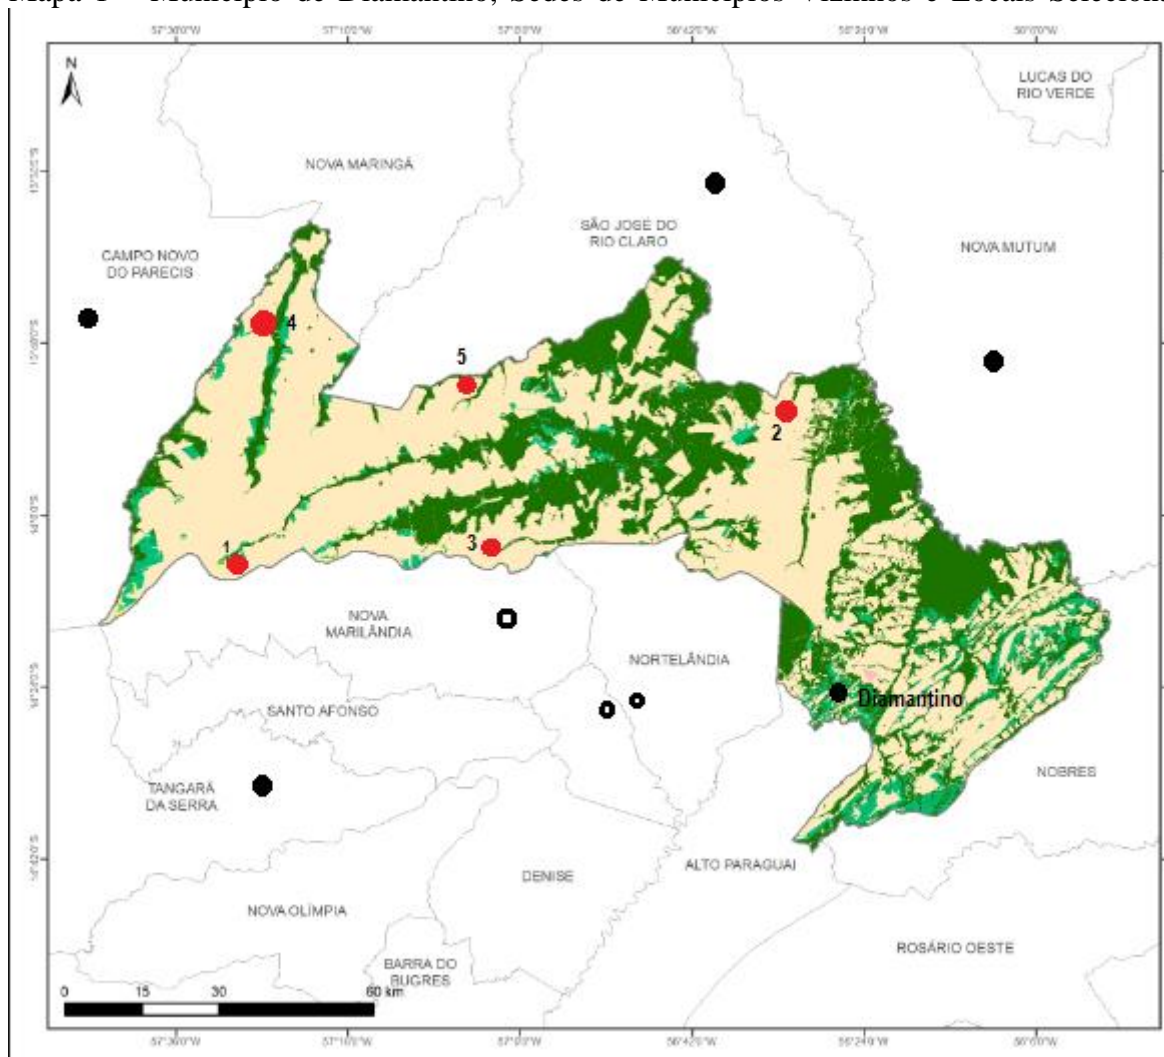 Mapa 1 – Município de Diamantino, Sedes de Municípios Vizinhos e Locais Seleciona
N
LUCAS DO
RIO VERDE
NOVA MARINGÁ
SÃO JOSÉ DO
RIO CLARO
NOVA MUTUM
CAMPO NOVO
DO PARECIS
4
5
2
1
3
NOVA
MARILÂNDIA
NORTELÂNDIA
Diamantino
SANTO AFONSO
TANGARÁ
DA SERRA
NOBRES
ALTO PARAGUAI
DENISE
NOVA OLÍMPIA
ROSÁRIO OESTE
BARRA DO
BUGRES
0 15 30 60 km